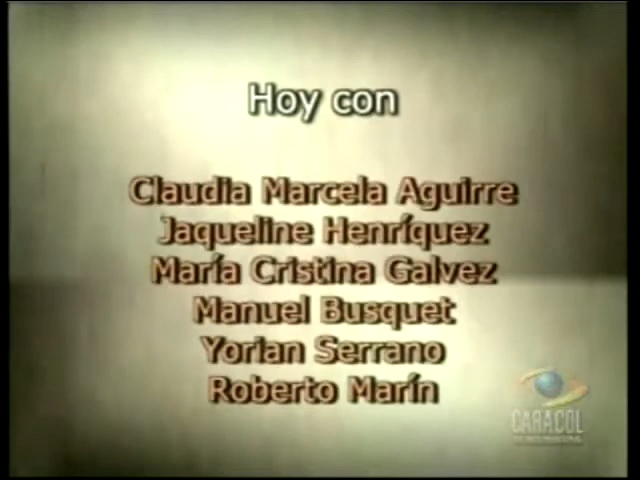 Hoy con
Claudia Marcela Aguirre
Jaqueline Henríquez
María Cristina Galvez
Manuel Busquet
Yorian Serrano
Roberto Marín
CARACOL